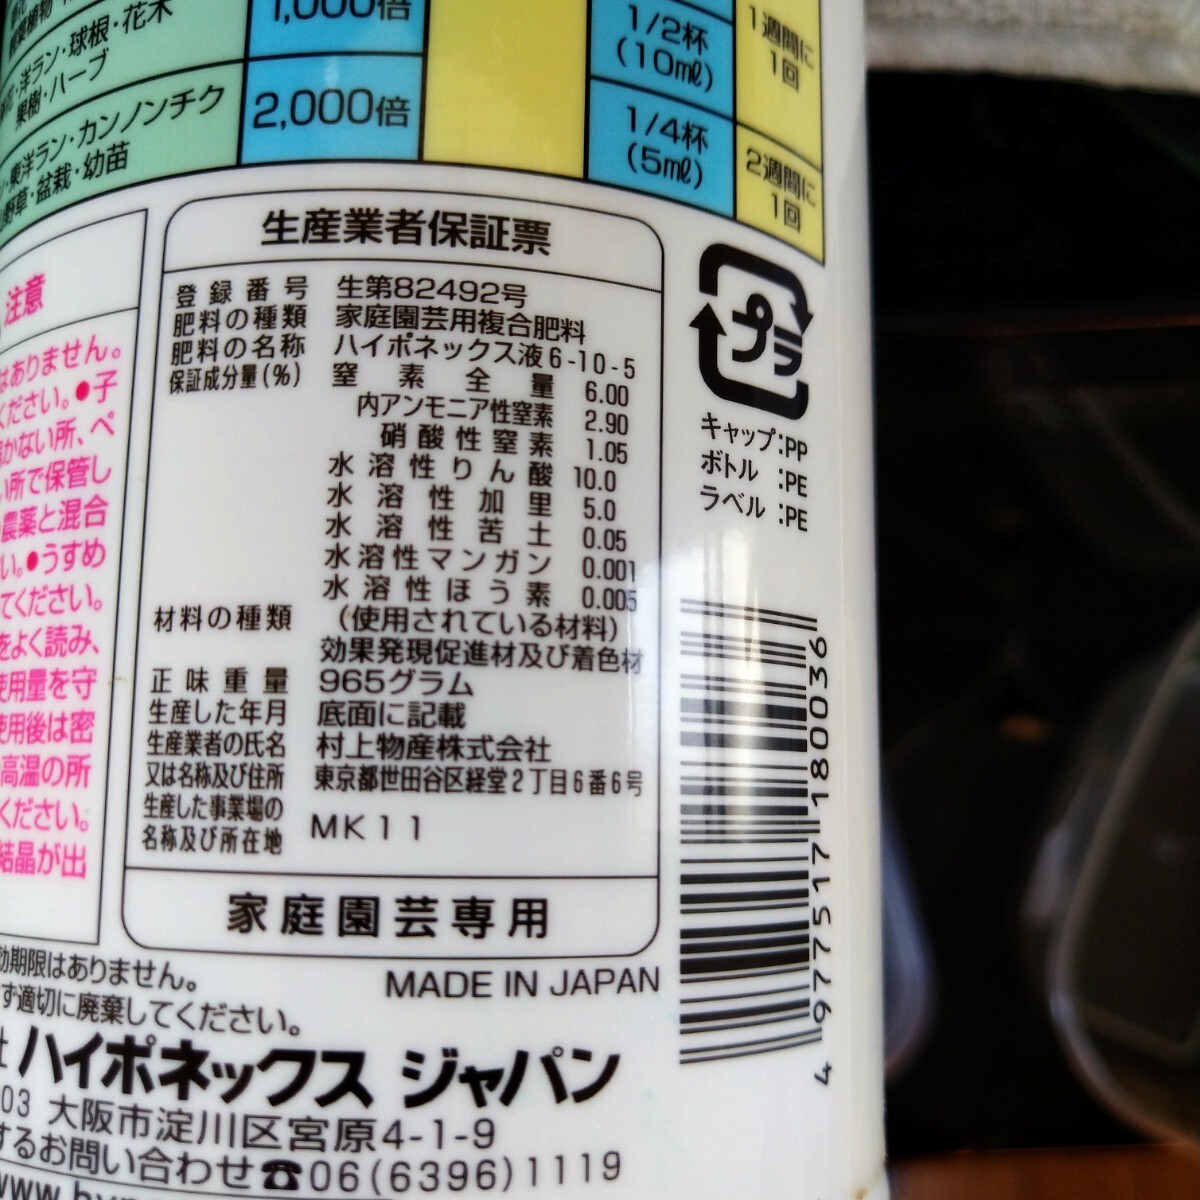 観葉植物
1,000倍
1/2杯
(10㎖)
1週間に
1回
洋ラン・球根・花木
果樹・ハーブ
2,000倍
1/4杯
(5㎖)
2週間に
1回
東洋ラン・カンノンチク
野草・盆栽・幼苗
注意
はありません。
ください。●子
届かない所、ペ
い所で保管し
農薬と混合
い。●うすめ
てください。
をよく読み、
使用量を守
使用後は密
高温の所
ください。
結晶が出
生産業者保証票
登録番号 生第82492号
肥料の種類 家庭園芸用複合肥料
肥料の名称 ハイポネックス液6-10-5
保証成分量(%) 窒素全量 6.00
内アンモニア性窒素 2.90
硝酸性窒素 1.05
水溶性りん酸 10.0
水溶性加里 5.0
水溶性苦土 0.05
水溶性マンガン 0.001
水溶性ほう素 0.005
材料の種類 (使用されている材料)
効果発現促進材及び着色材
正味重量 965グラム
生産した年月 底面に記載
生産業者の氏名 村上物産株式会社
又は名称及び住所 東京都世田谷区経堂2丁目6番6号
生産した事業場の
名称及び所在地 MK11
家庭園芸専用
プラ
キャップ:PP
ボトル:PE
ラベル:PE
4 977517 180036
効期限はありません。
ず適切に廃棄してください。
MADE IN JAPAN
ハイポネックス ジャパン
03 大阪市淀川区宮原4-1-9
するお問い合わせ☎06(6396)1119